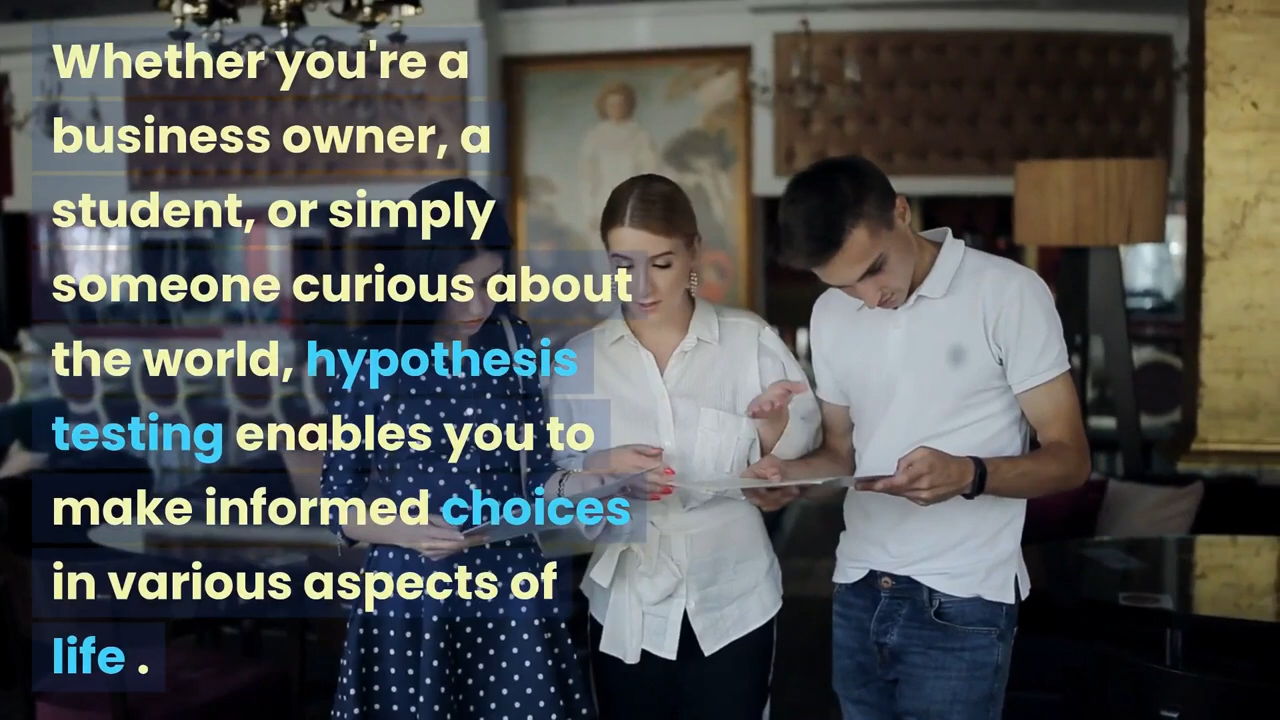 Whether you're a
business owner, a
student, or simply
someone curious about
the world, hypothesis
testing enables you to
make informed choices
in various aspects of
life .